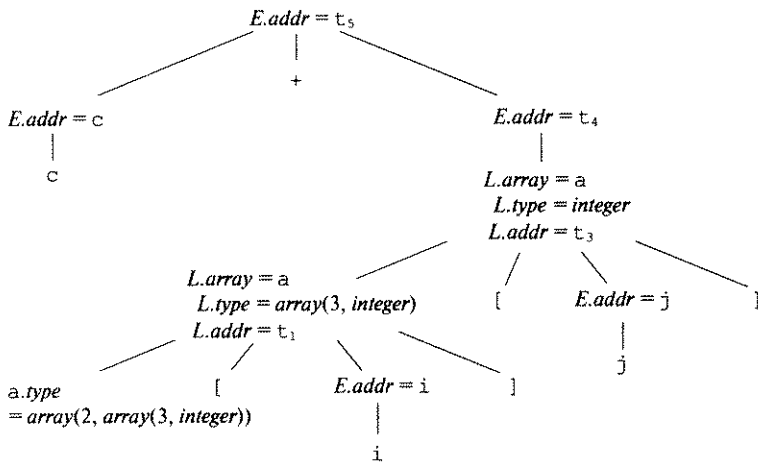 E.addr = t₅
+
E.addr = c
E.addr = t₄
c
L.array = a
L.type = integer
L.addr = t₃
L.array = a
L.type = array(3, integer)
L.addr = t₁
[
E.addr = j
]
j
a.type
= array(2, array(3, integer))
[
E.addr = i
]
i